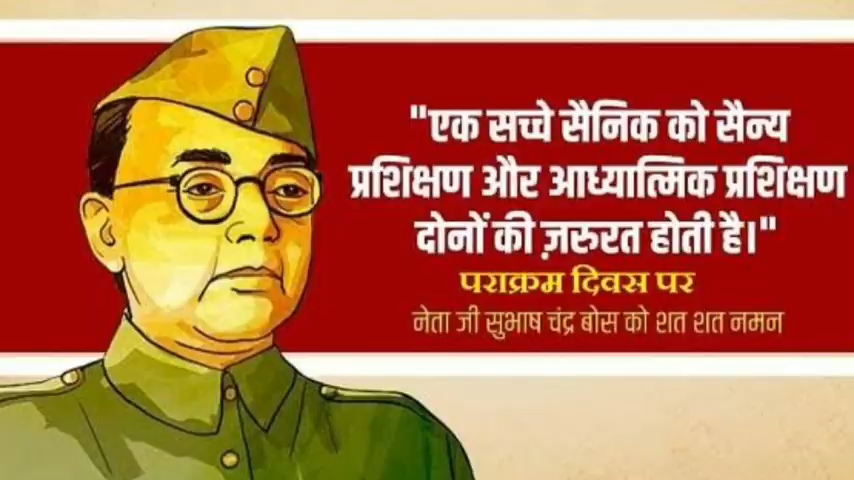 "एक सच्चे सैनिक को सैन्य
प्रशिक्षण और आध्यात्मिक प्रशिक्षण
दोनों की ज़रुरत होती है।"
पराक्रम दिवस पर
नेता जी सुभाष चंद्र बोस को शत शत नमन